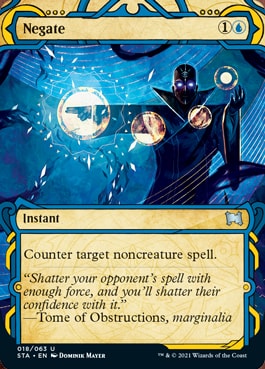 Negate 1
Instant
Counter target noncreature spell.
“Shatter your opponent’s spell with
enough force, and you’ll shatter their
confidence with it.”
—Tome of Obstructions, marginalia
018/063 U
STA • EN DOMINIK MAYER
™ & © 2021 Wizards of the Coast